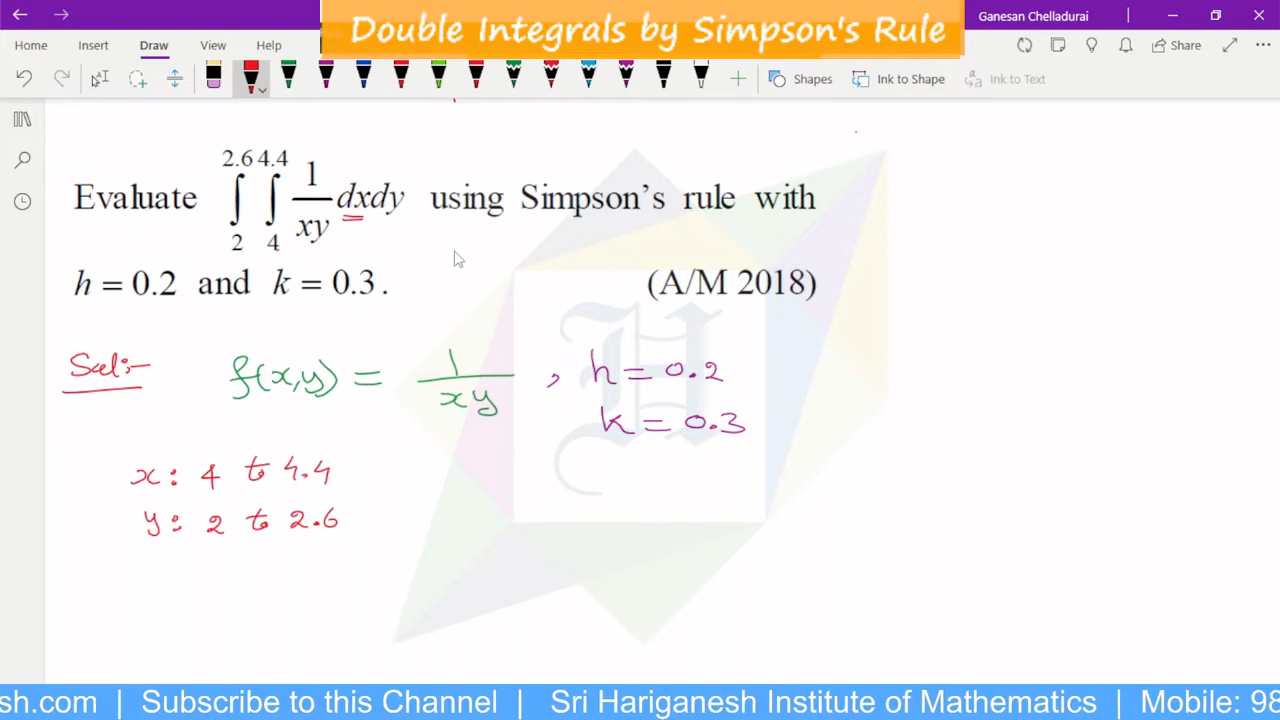 Double Integrals by Simpson's Rule
Ganesan Chelladurai
Home Insert Draw View Help
Share
Shapes Ink to Shape Ink to Text
Evaluate ∫_2^2.6 ∫_4^4.4 1/xy dxdy using Simpson's rule with
h = 0.2 and k = 0.3. (A/M 2018)
Sol:- f(x,y) = 1/xy , h = 0.2
k = 0.3
x: 4 to 4.4
y: 2 to 2.6
sh.com | Subscribe to this Channel | Sri Hariganesh Institute of Mathematics | Mobile: 98